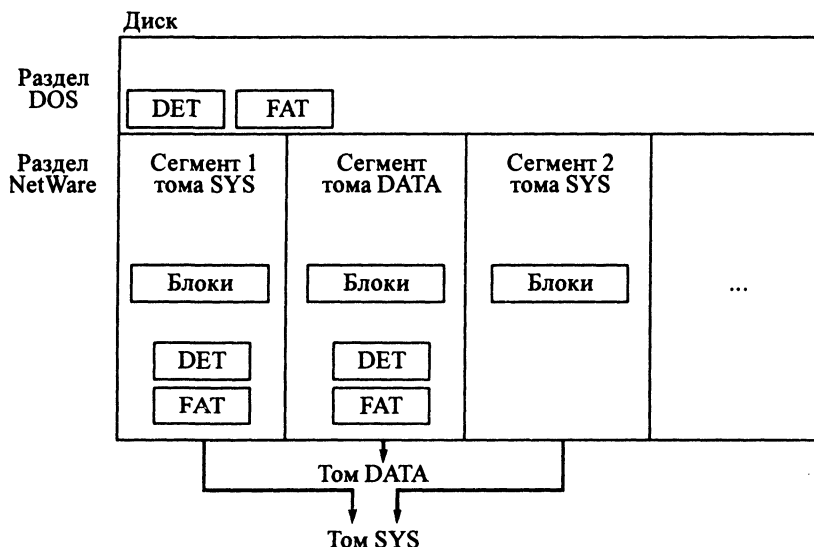 Диск
Раздел
DOS
DET
FAT
Раздел
NetWare
Сегмент 1
тома SYS
Сегмент
тома DATA
Сегмент 2
тома SYS
Блоки
Блоки
Блоки
...
DET
DET
FAT
FAT
Том DATA
Том SYS